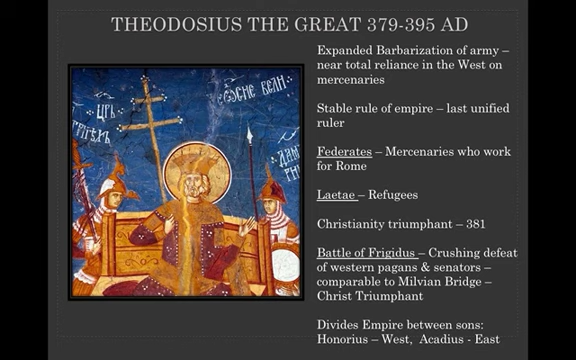 THEODOSIUS THE GREAT 379-395 AD
Expanded Barbarization of army –
near total reliance in the West on
mercenaries
Stable rule of empire – last unified
ruler
Federates – Mercenaries who work
for Rome
Laetae – Refugees
Christianity triumphant – 381
Battle of Frigidus – Crushing defeat
of western pagans & senators –
comparable to Milvian Bridge –
Christ Triumphant
Divides Empire between sons:
Honorius – West, Acadius - East